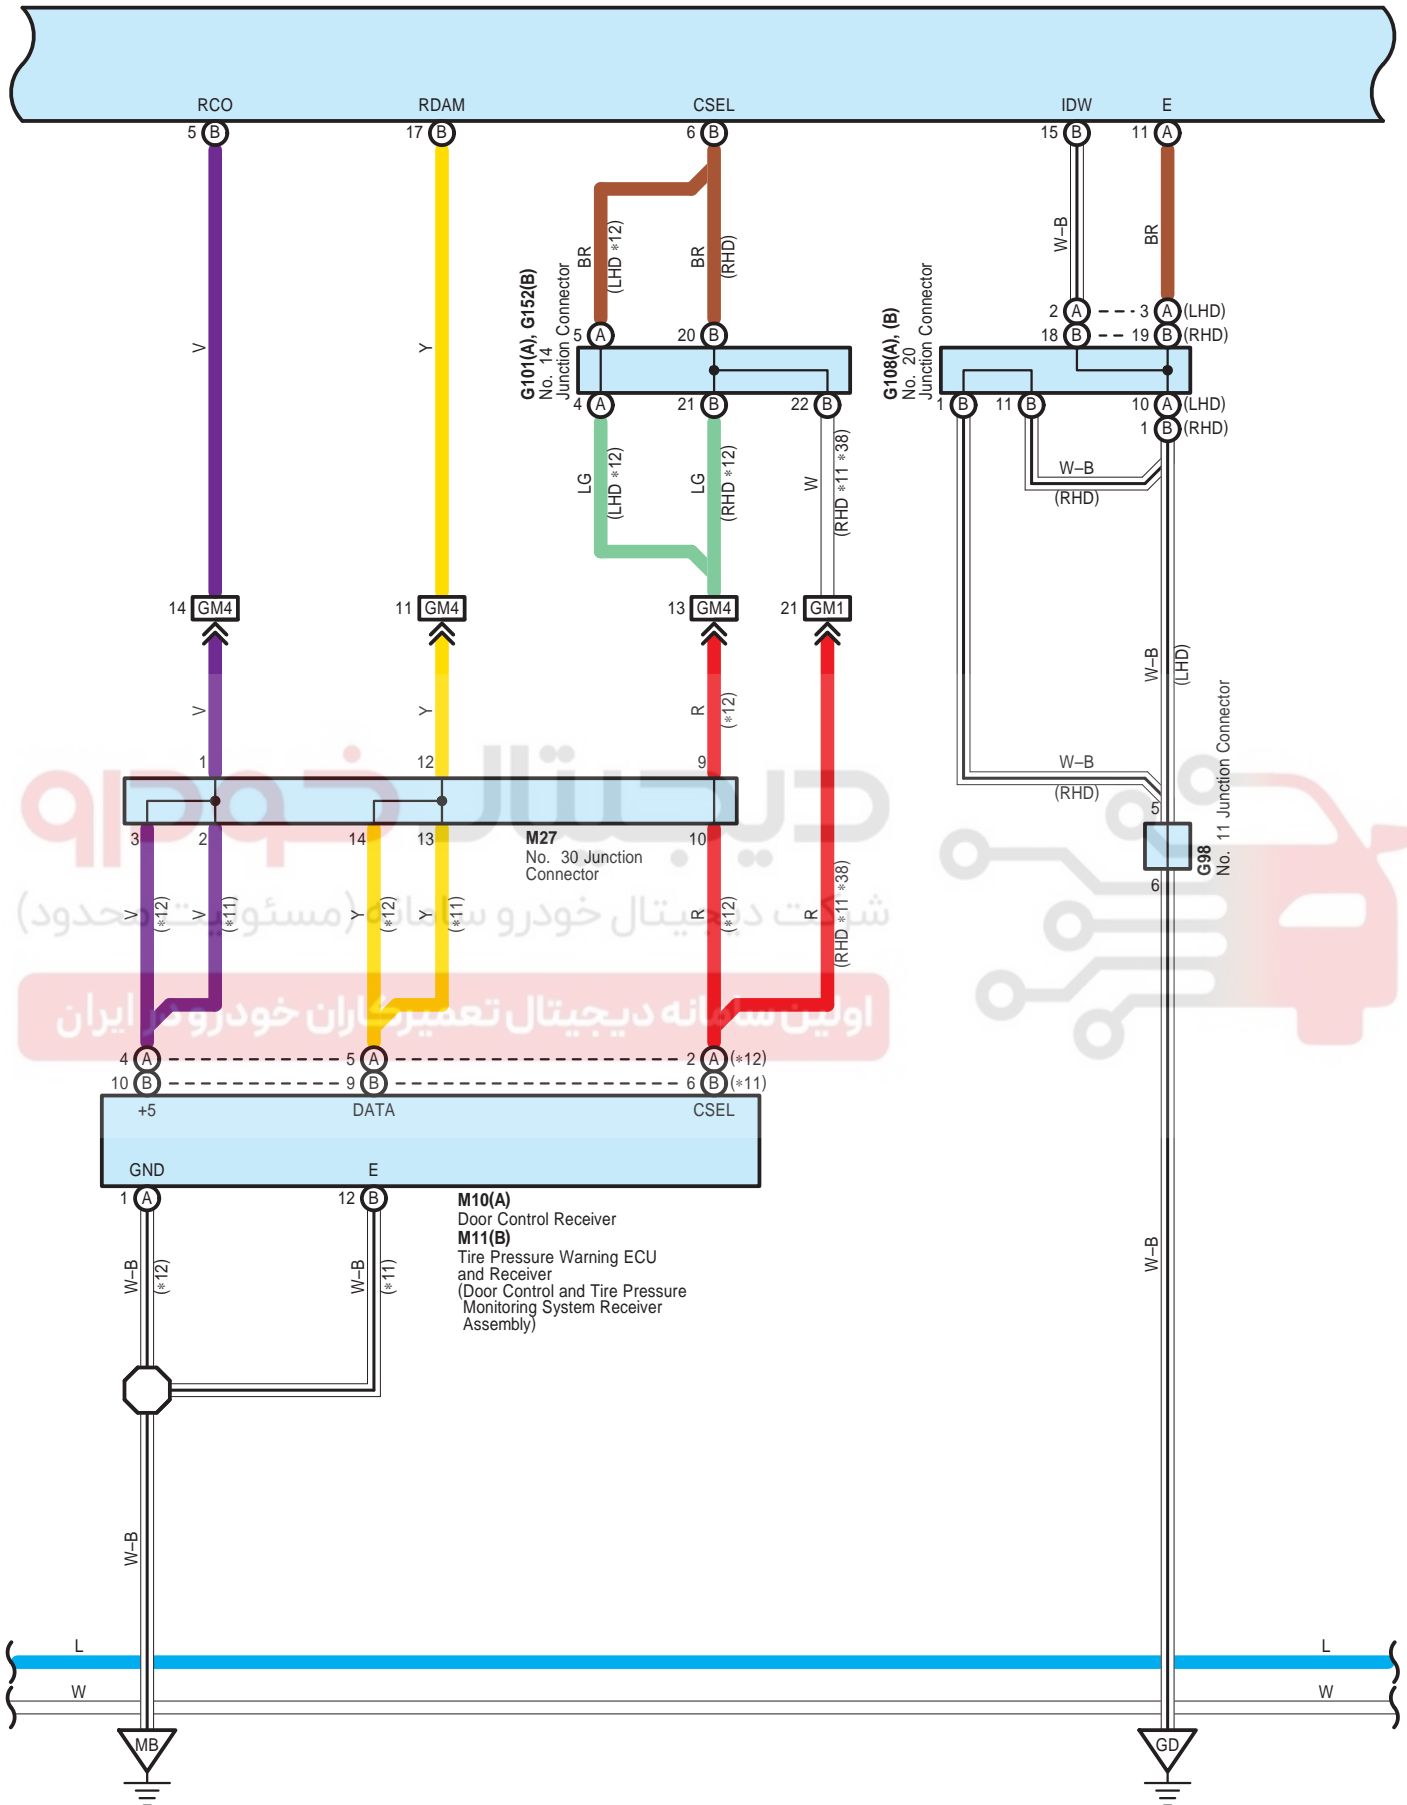 RCO RDAM CSEL IDW E
5 B 17 B 6 B 15 B 11 A
V
Y
BR
(LHD *12)
BR
(RHD)
W–B
BR
G101(A), G152(B)
No. 14
Junction Connector
G108(A), (B)
No. 20
Junction Connector
2 A 3 A (LHD)
5 A 20 B 18 B 19 B (RHD)
4 A 21 B 22 B 1 B 11 B 10 A (LHD)
1 B (RHD)
LG
(LHD *12)
LG
(RHD *12)
W
(RHD *11 *38)
W–B
(RHD)
14 GM4 11 GM4 13 GM4 21 GM1
V
Y
R
(*12)
W–B
(LHD)
1 12 9
W–B
(RHD)
5
دیجیتال خودرو
3 2 14 13 10
M27
No. 30 Junction
Connector
G98
No. 11 Junction Connector
6
V
(*12)
V
(*11)
Y
(*12)
Y
(*11)
R
(*12)
R
(RHD *11 *38)
شرکت دیجیتال خودرو سامانه (مسئولیت محدود)
اولین سامانه دیجیتال تعمیرکاران خودرو در ایران
4 A 5 A 2 A (*12)
10 B 9 B 6 B (*11)
+5 DATA CSEL
GND E
1 A 12 B
M10(A)
Door Control Receiver
M11(B)
Tire Pressure Warning ECU
and Receiver
(Door Control and Tire Pressure
Monitoring System Receiver
Assembly)
W–B
(*12)
W–B
(*11)
W–B
W–B
L L
W W
MB GD